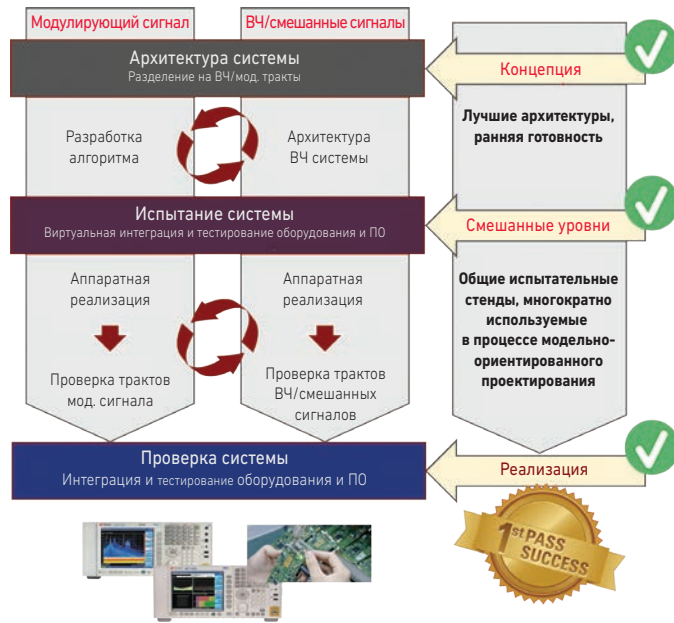 Модулирующий сигнал
ВЧ/смешанные сигналы
Архитектура системы
Разделение на ВЧ/мод. тракты
Концепция
Разработка
алгоритма
Архитектура
ВЧ системы
Лучшие архитектуры,
ранняя готовность
Испытание системы
Виртуальная интеграция и тестирование оборудования и ПО
Смешанные уровни
Аппаратная
реализация
Аппаратная
реализация
Общие испытательные
стенды, многократно
используемые
в процессе модельно-
ориентированного
проектирования
Проверка трактов
мод. сигнала
Проверка трактов
ВЧ/смешанных
сигналов
Проверка системы
Интеграция и тестирование оборудования и ПО
Реализация
1st PASS
SUCCESS